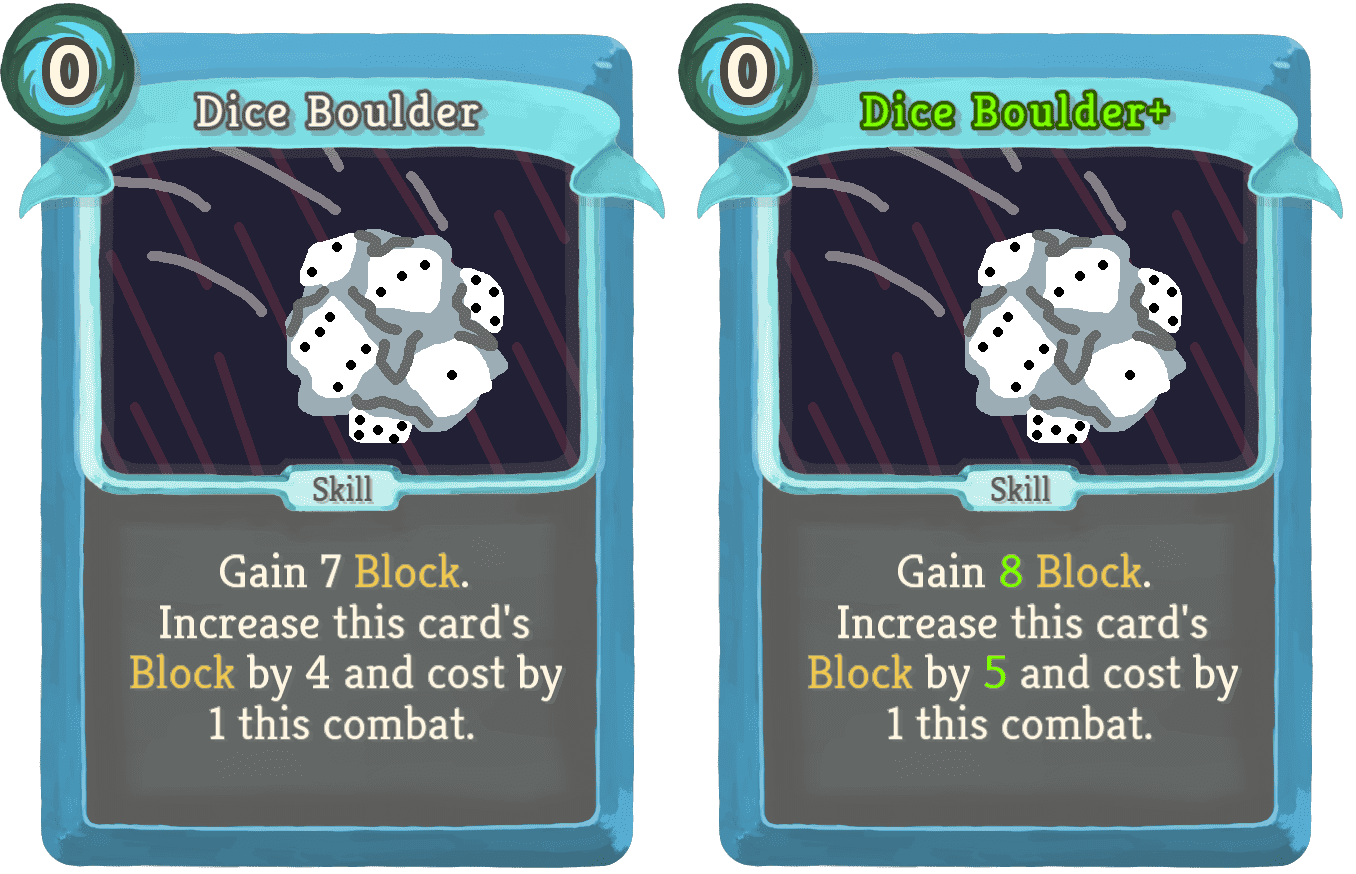 0
Dice Boulder
Skill
Gain 7 Block.
Increase this card's
Block by 4 and cost by
1 this combat.
0
Dice Boulder+
Skill
Gain 8 Block.
Increase this card's
Block by 5 and cost by
1 this combat.